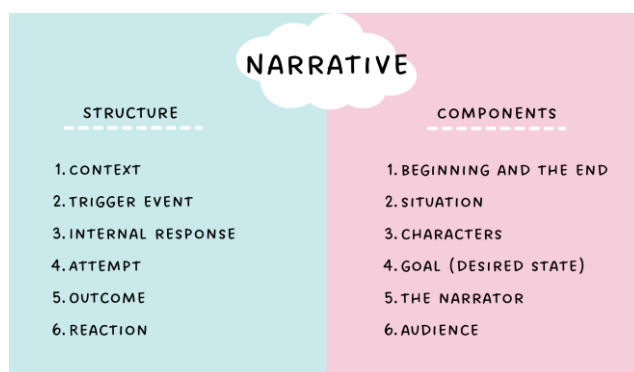 NARRATIVE
STRUCTURE
1. CONTEXT
2. TRIGGER EVENT
3. INTERNAL RESPONSE
4. ATTEMPT
5. OUTCOME
6. REACTION
COMPONENTS
1. BEGINNING AND THE END
2. SITUATION
3. CHARACTERS
4. GOAL (DESIRED STATE)
5. THE NARRATOR
6. AUDIENCE